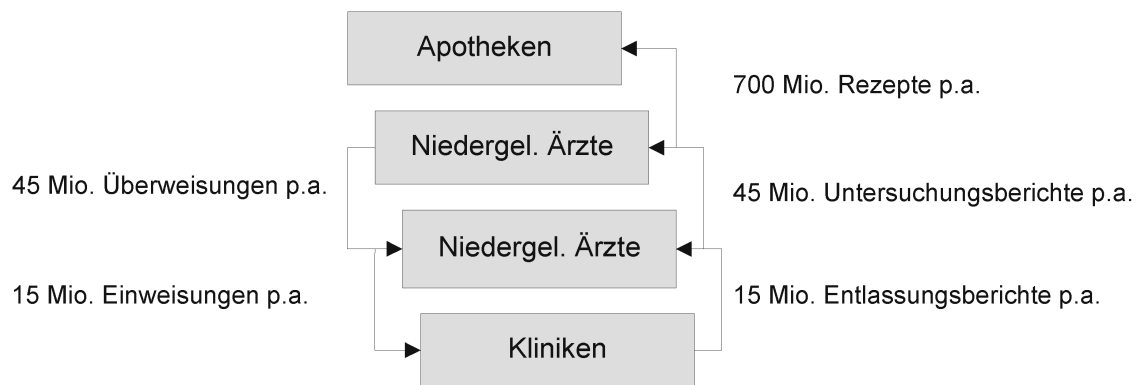 Apotheken
700 Mio. Rezepte p.a.
Niedergel. Ärzte
45 Mio. Überweisungen p.a.
45 Mio. Untersuchungsberichte p.a.
Niedergel. Ärzte
15 Mio. Einweisungen p.a.
15 Mio. Entlassungsberichte p.a.
Kliniken